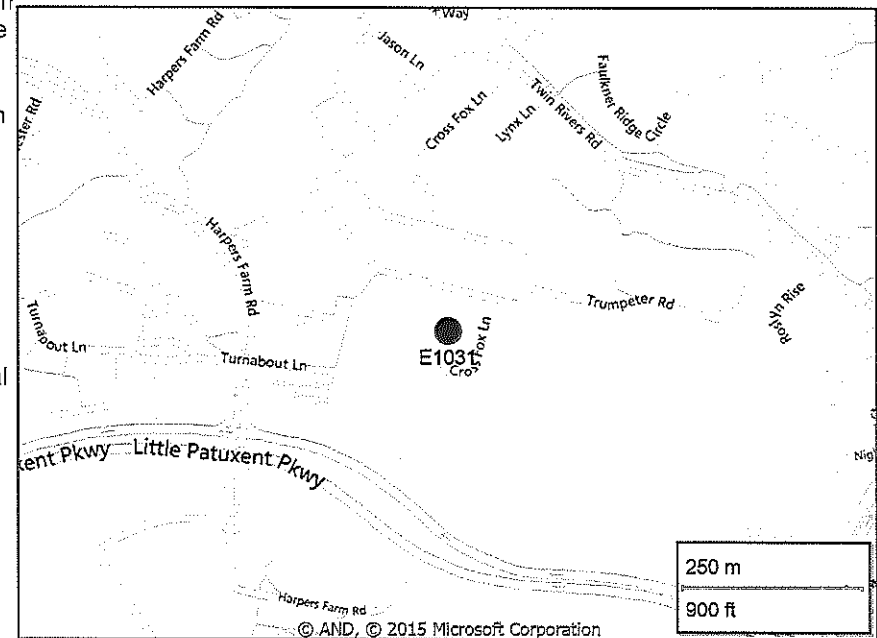 Way
Harpers Farm Rd
Jason Ln
Faulkner Ridge Circle
Twin Rivers Rd
Cross Fox Ln
Lynx Ln
Harpers Farm Rd
Trumpeter Rd
Roslyn Rise
Turnabout Ln
Turnabout Ln
E1031
Cross Fox Ln
Little Patuxent Pkwy
Pkwy
250 m
900 ft
Harpers Farm Rd
© AND, © 2015 Microsoft Corporation